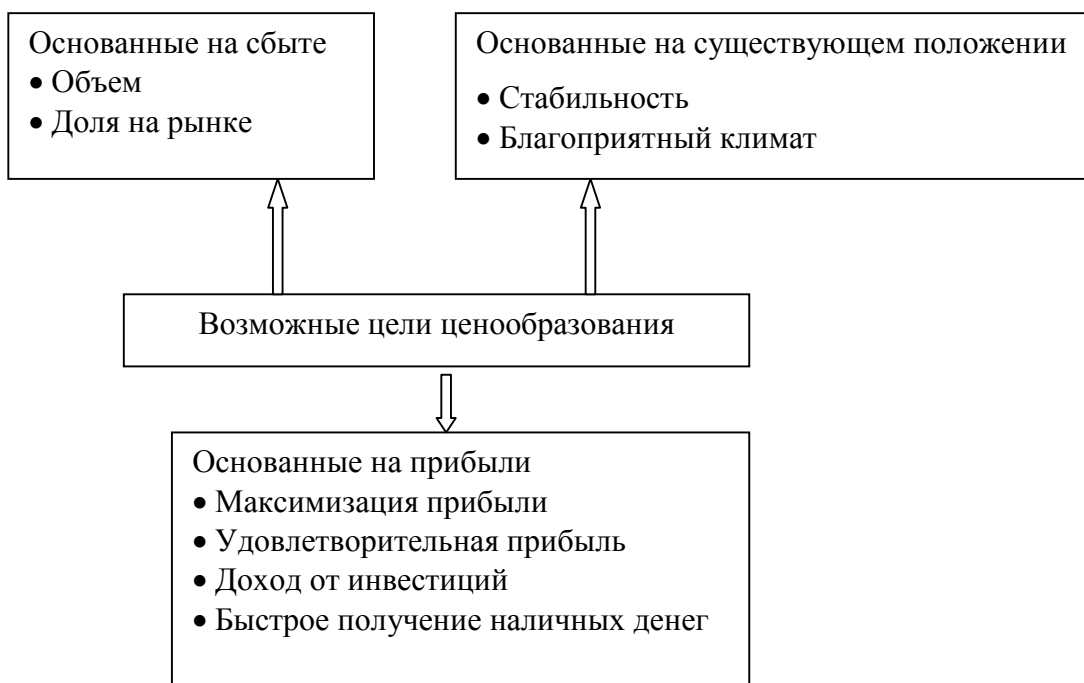 Основанные на сбыте
• Объем
• Доля на рынке
Основанные на существующем положении
• Стабильность
• Благоприятный климат
Возможные цели ценообразования
Основанные на прибыли
• Максимизация прибыли
• Удовлетворительная прибыль
• Доход от инвестиций
• Быстрое получение наличных денег